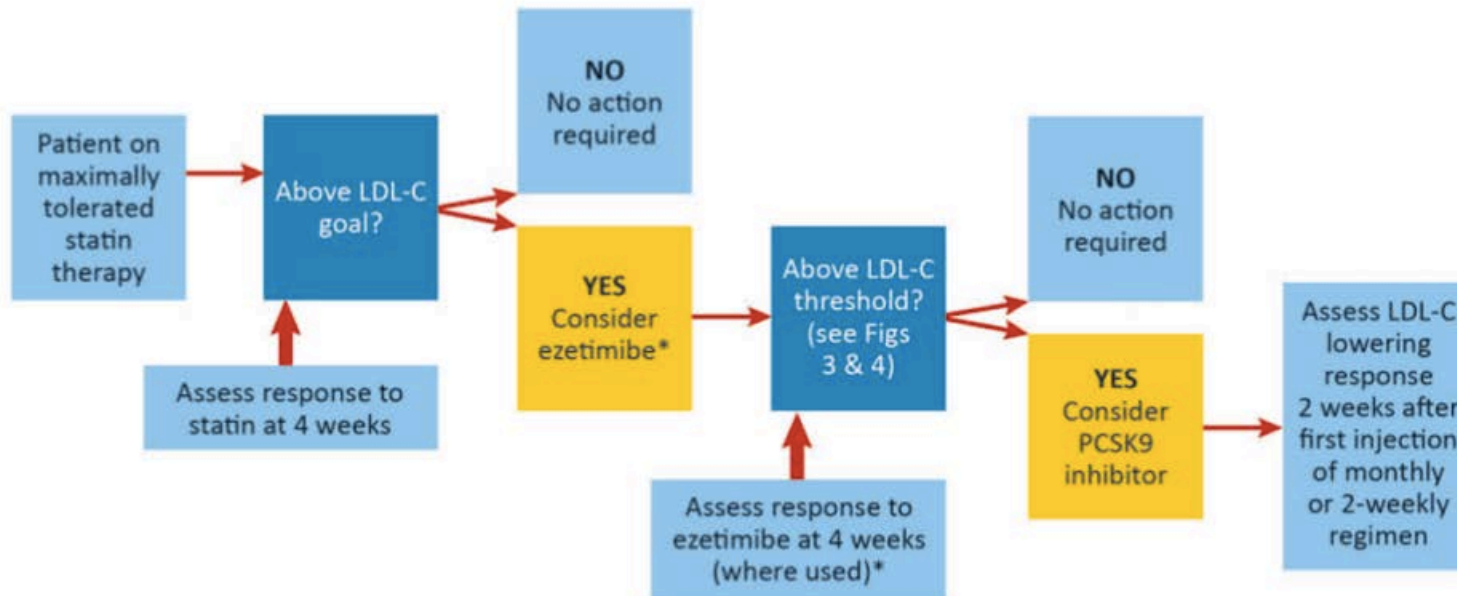 Patient on
maximally
tolerated
statin
therapy
Above LDL-C
goal?
Assess response to
statin at 4 weeks
NO
No action
required
YES
Consider
ezetimibe*
Above LDL-C
threshold?
(see Figs
3 & 4)
Assess response to
ezetimibe at 4 weeks
(where used)*
NO
No action
required
YES
Consider
PCSK9
inhibitor
Assess LDL-C
lowering
response
2 weeks after
first injection
of monthly
or 2-weekly
regimen